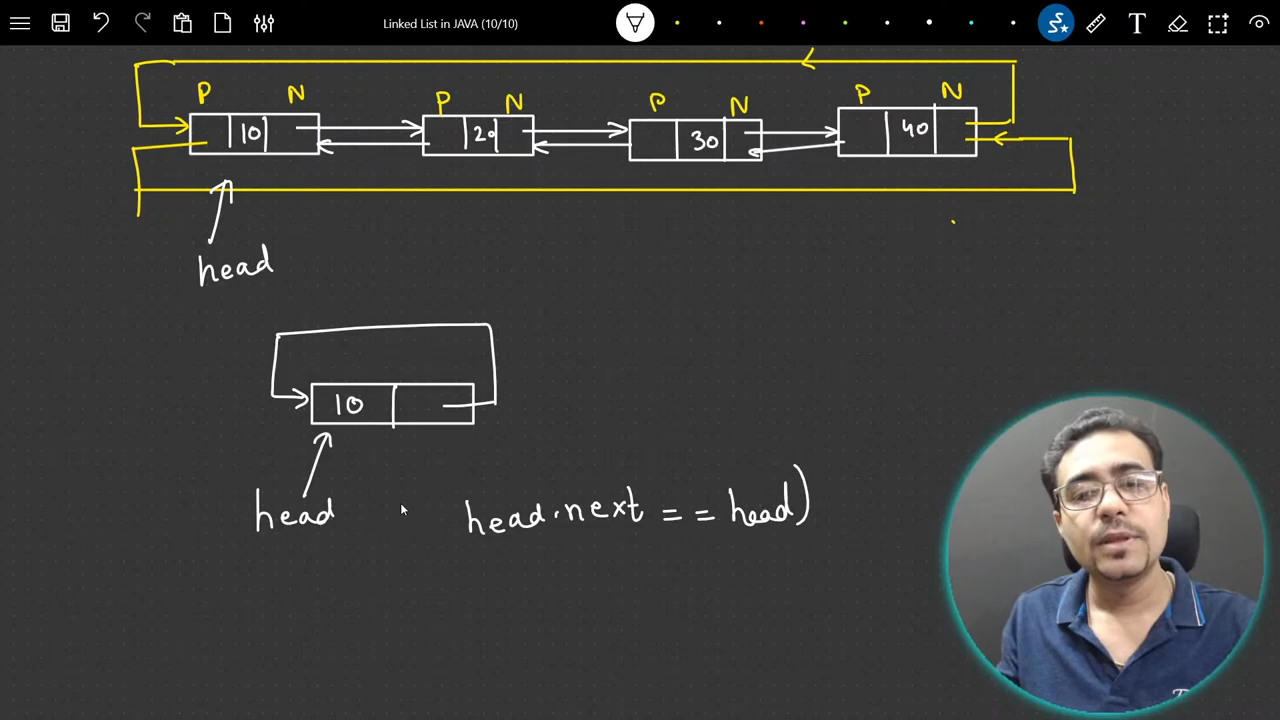 Linked List in JAVA (10/10)
T
P N P N P N P N
10 20 30 40
head
10
head
head.next == head)